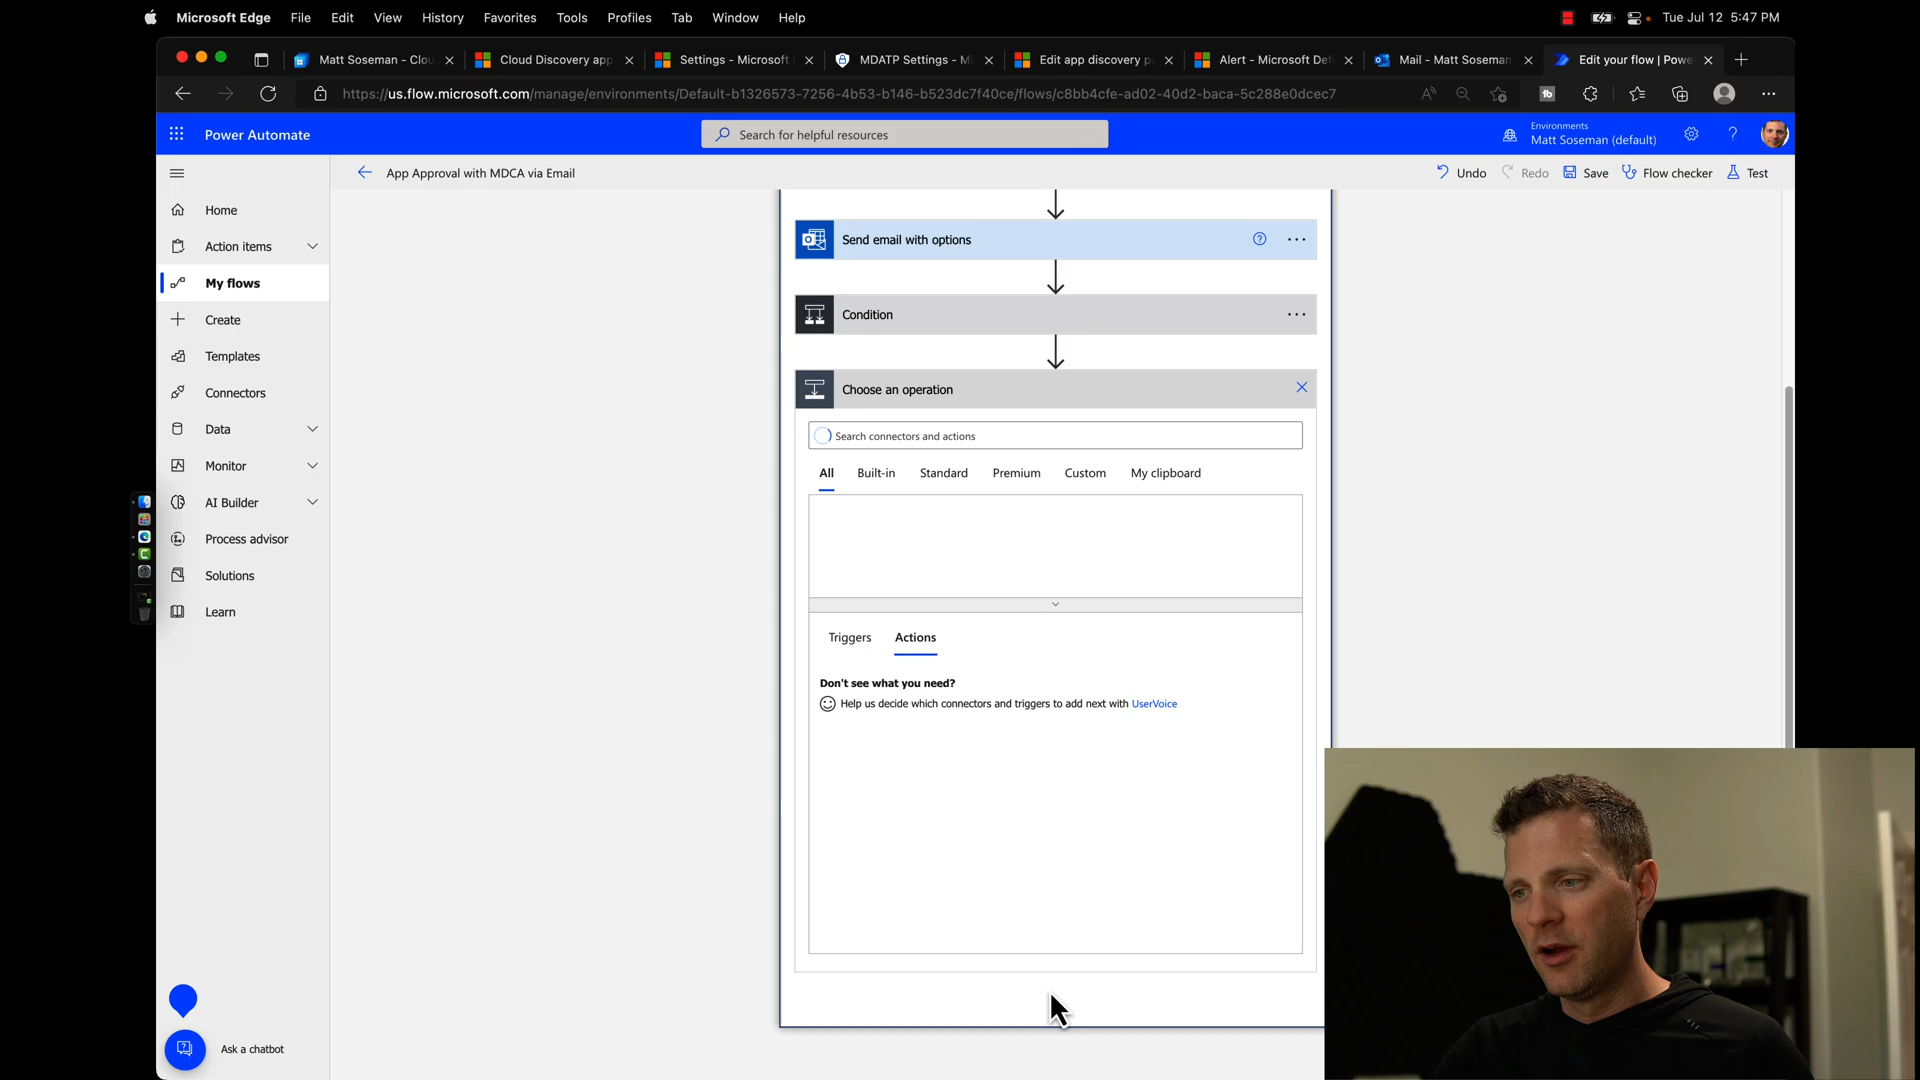 Microsoft Edge File Edit View History Favorites Tools Profiles Tab Window Help Tue Jul 12 5:47 PM
Matt Soseman - Clou Cloud Discovery app Settings - Microsoft MDATP Settings - Mi Edit app discovery po Alert - Microsoft Def Mail - Matt Soseman Edit your flow | Powe
https://us.flow.microsoft.com/manage/environments/Default-b1326573-7256-4b53-b146-b523dc7f40ce/flows/c8bb4cfe-ad02-40d2-baca-5c288e0dcec7
Power Automate
Search for helpful resources
Environments
Matt Soseman (default)
App Approval with MDCA via Email
Undo Redo Save Flow checker Test
Home
Action items
My flows
Create
Templates
Connectors
Data
Monitor
AI Builder
Process advisor
Solutions
Learn
Ask a chatbot
Send email with options
Condition
Choose an operation
Search connectors and actions
All Built-in Standard Premium Custom My clipboard
Triggers Actions
Don't see what you need?
Help us decide which connectors and triggers to add next with UserVoice